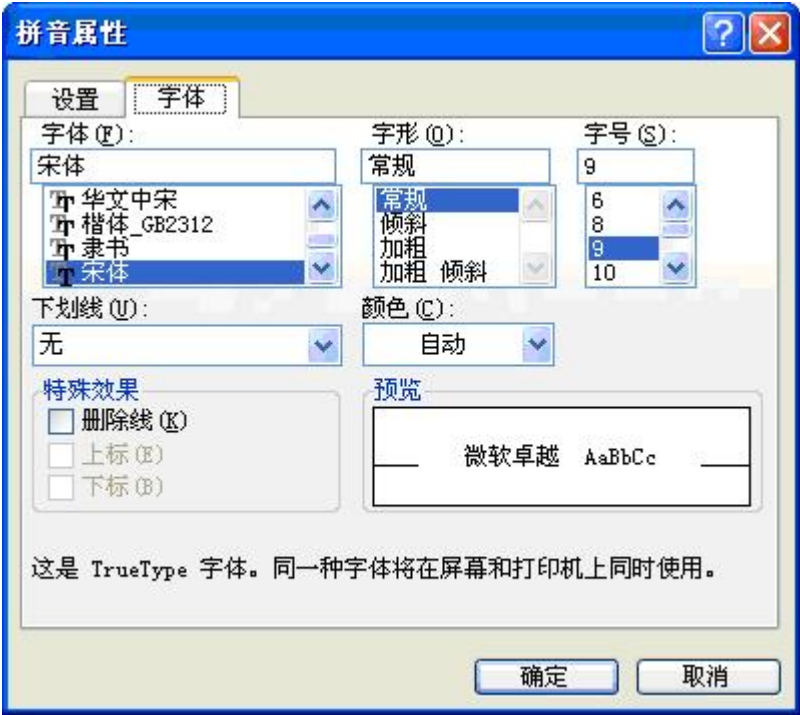 拼音属性
设置 字体
字体(F): 字形(O): 字号(S):
宋体 常规 9
华文中宋 常规 6
楷体_GB2312 倾斜 8
隶书 加粗 9
宋体 加粗 倾斜 10
下划线(U): 颜色(C):
无 自动
特殊效果 预览
删除线(K)
上标(E) 微软卓越 AaBbCc
下标(B)
这是 TrueType 字体。同一种字体将在屏幕和打印机上同时使用。
确定 取消